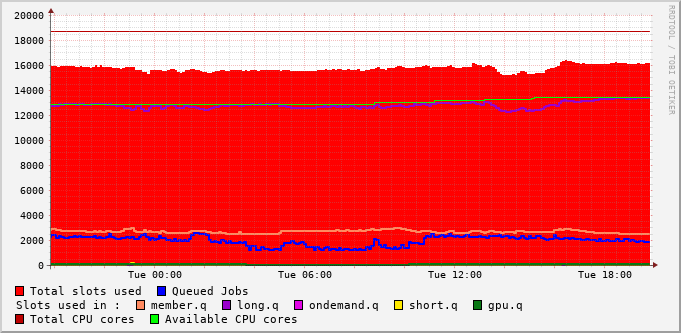 20000
18000
16000
14000
12000
10000
8000
6000
4000
2000
0
Tue 00:00 Tue 06:00 Tue 12:00 Tue 18:00
Total slots used Queued Jobs
Slots used in : member.q long.q ondemand.q short.q gpu.q
Total CPU cores Available CPU cores
RRDTOOL / TOBI OETIKER